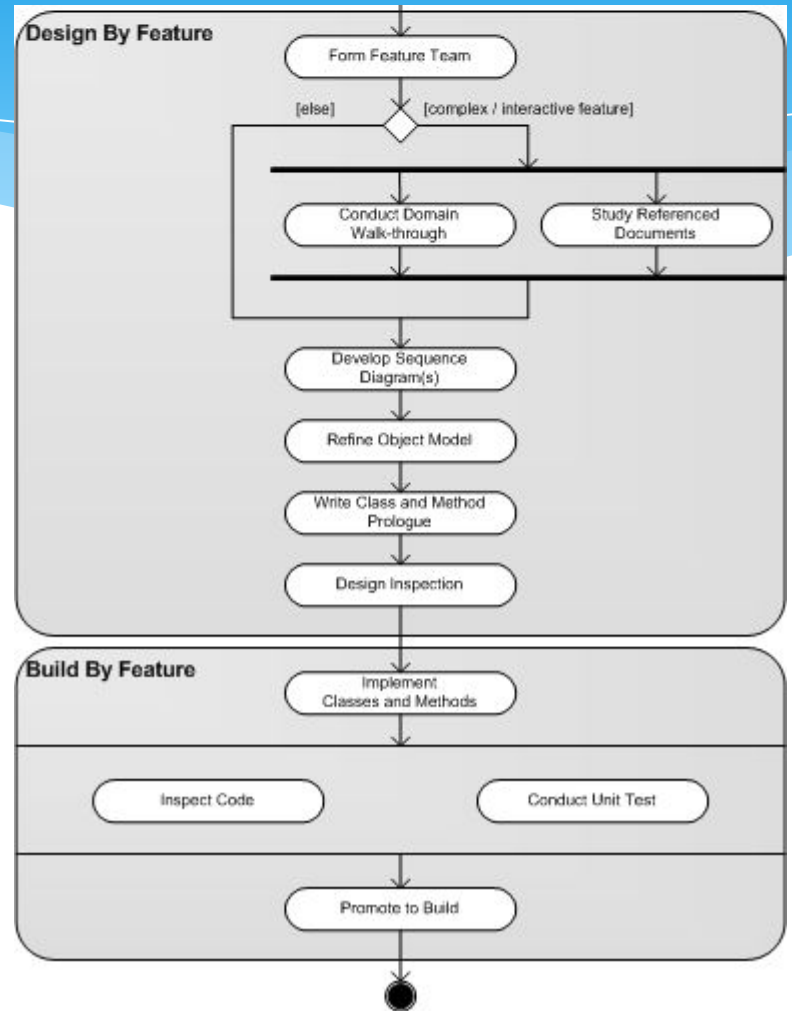 Design By Feature
Form Feature Team
[else]
[complex / interactive feature]
Conduct Domain
Walk-through
Study Referenced
Documents
Develop Sequence
Diagram(s)
Refine Object Model
Write Class and Method
Prologue
Design Inspection
Build By Feature
Implement
Classes and Methods
Inspect Code
Conduct Unit Test
Promote to Build